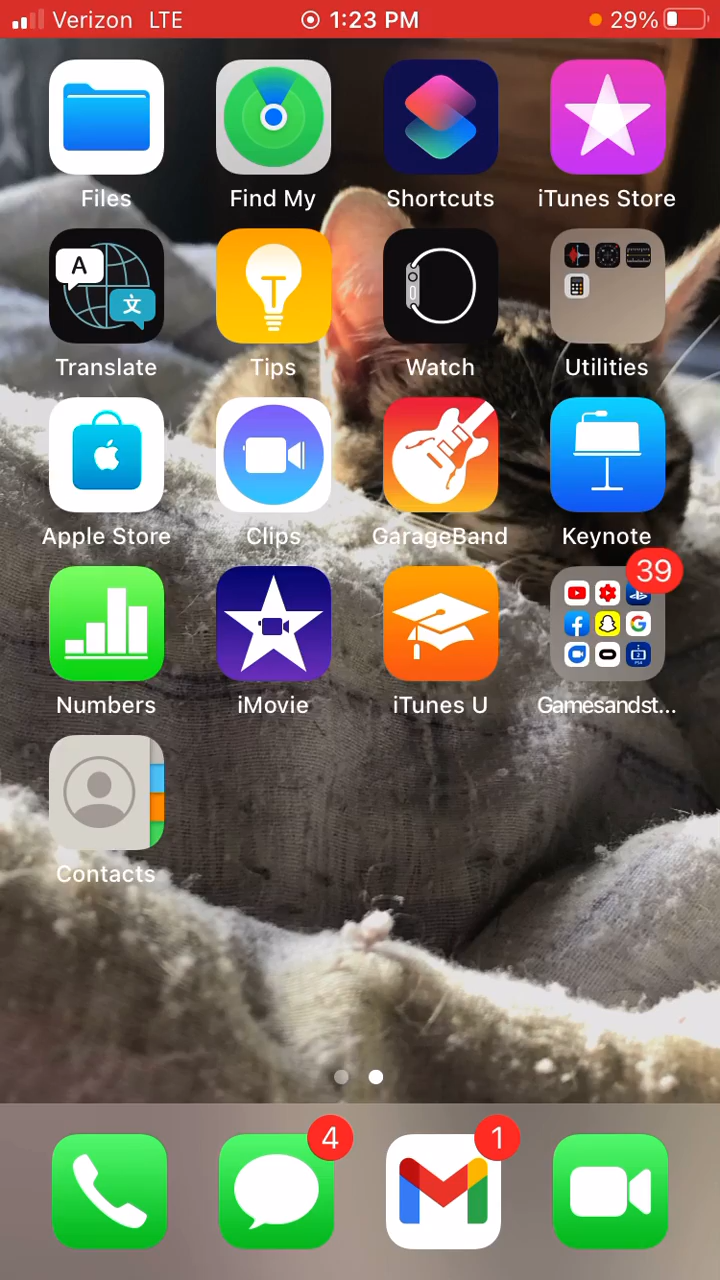 Verizon LTE 1:23 PM 29%
Files Find My Shortcuts iTunes Store
A 文
Translate Tips Watch Utilities
Apple Store Clips GarageBand Keynote
39
Numbers iMovie iTunes U Gamesandst...
Contacts
4 1